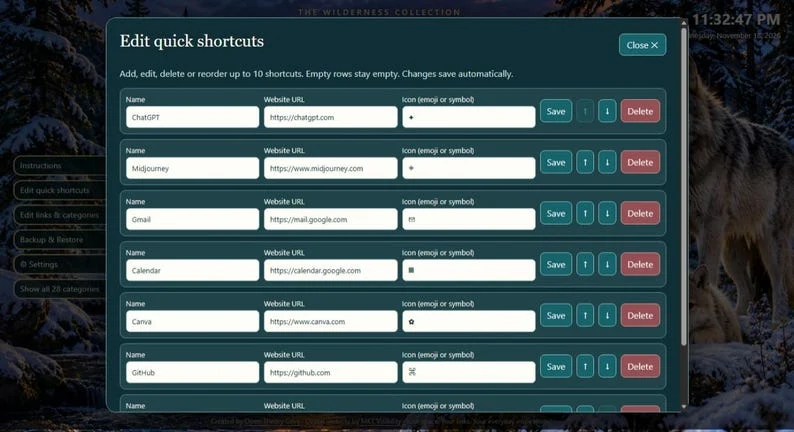 THE WILDERNESS COLLECTION
11:32:47 PM
nesday, November 18, 2026
Edit quick shortcuts
Close ✕
Add, edit, delete or reorder up to 10 shortcuts. Empty rows stay empty. Changes save automatically.
Name Website URL Icon (emoji or symbol)
ChatGPT https://chatgpt.com ✦ Save ↑ ↓ Delete
Name Website URL Icon (emoji or symbol)
Midjourney https://www.midjourney.com Save ↑ ↓ Delete
Name Website URL Icon (emoji or symbol)
Gmail https://mail.google.com ✉ Save ↑ ↓ Delete
Name Website URL Icon (emoji or symbol)
Calendar https://calendar.google.com ▦ Save ↑ ↓ Delete
Name Website URL Icon (emoji or symbol)
Canva https://www.canva.com ✿ Save ↑ ↓ Delete
Name Website URL Icon (emoji or symbol)
GitHub https://github.com ⌘ Save ↑ ↓ Delete
Name Website URL Icon (emoji or symbol)
Instructions
Edit quick shortcuts
Edit links & categories
Backup & Restore
⚙ Settings
Show all 28 categories
Created by